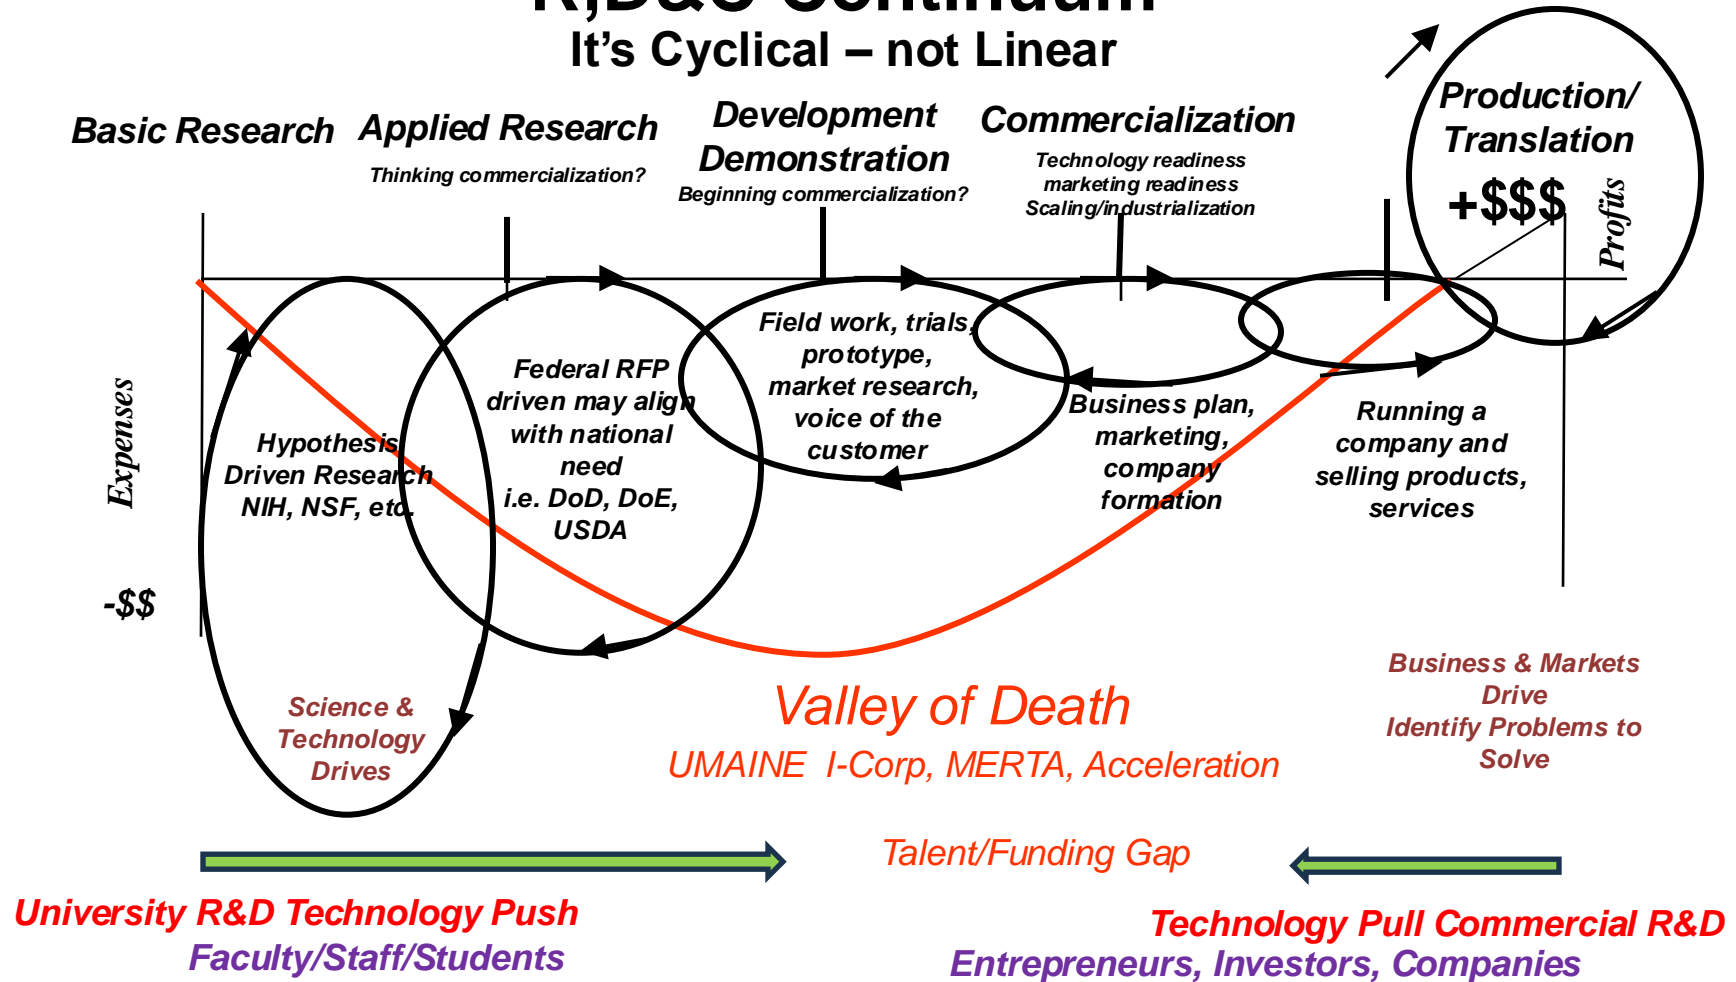 R,D&C Continuum
It's Cyclical – not Linear
Basic Research
Applied Research
Thinking commercialization?
Development
Demonstration
Beginning commercialization?
Commercialization
Technology readiness
marketing readiness
Scaling/industrialization
Production/
Translation
+$$$
Profits
Expenses
-$$
Hypothesis
Driven Research
NIH, NSF, etc.
Federal RFP
driven may align
with national
need
i.e. DoD, DoE,
USDA
Field work, trials,
prototype,
market research,
voice of the
customer
Business plan,
marketing,
company
formation
Running a
company and
selling products,
services
Science &
Technology
Drives
Valley of Death
UMAINE I-Corp, MERTA, Acceleration
Business & Markets
Drive
Identify Problems to
Solve
Talent/Funding Gap
University R&D Technology Push
Faculty/Staff/Students
Technology Pull Commercial R&D
Entrepreneurs, Investors, Companies